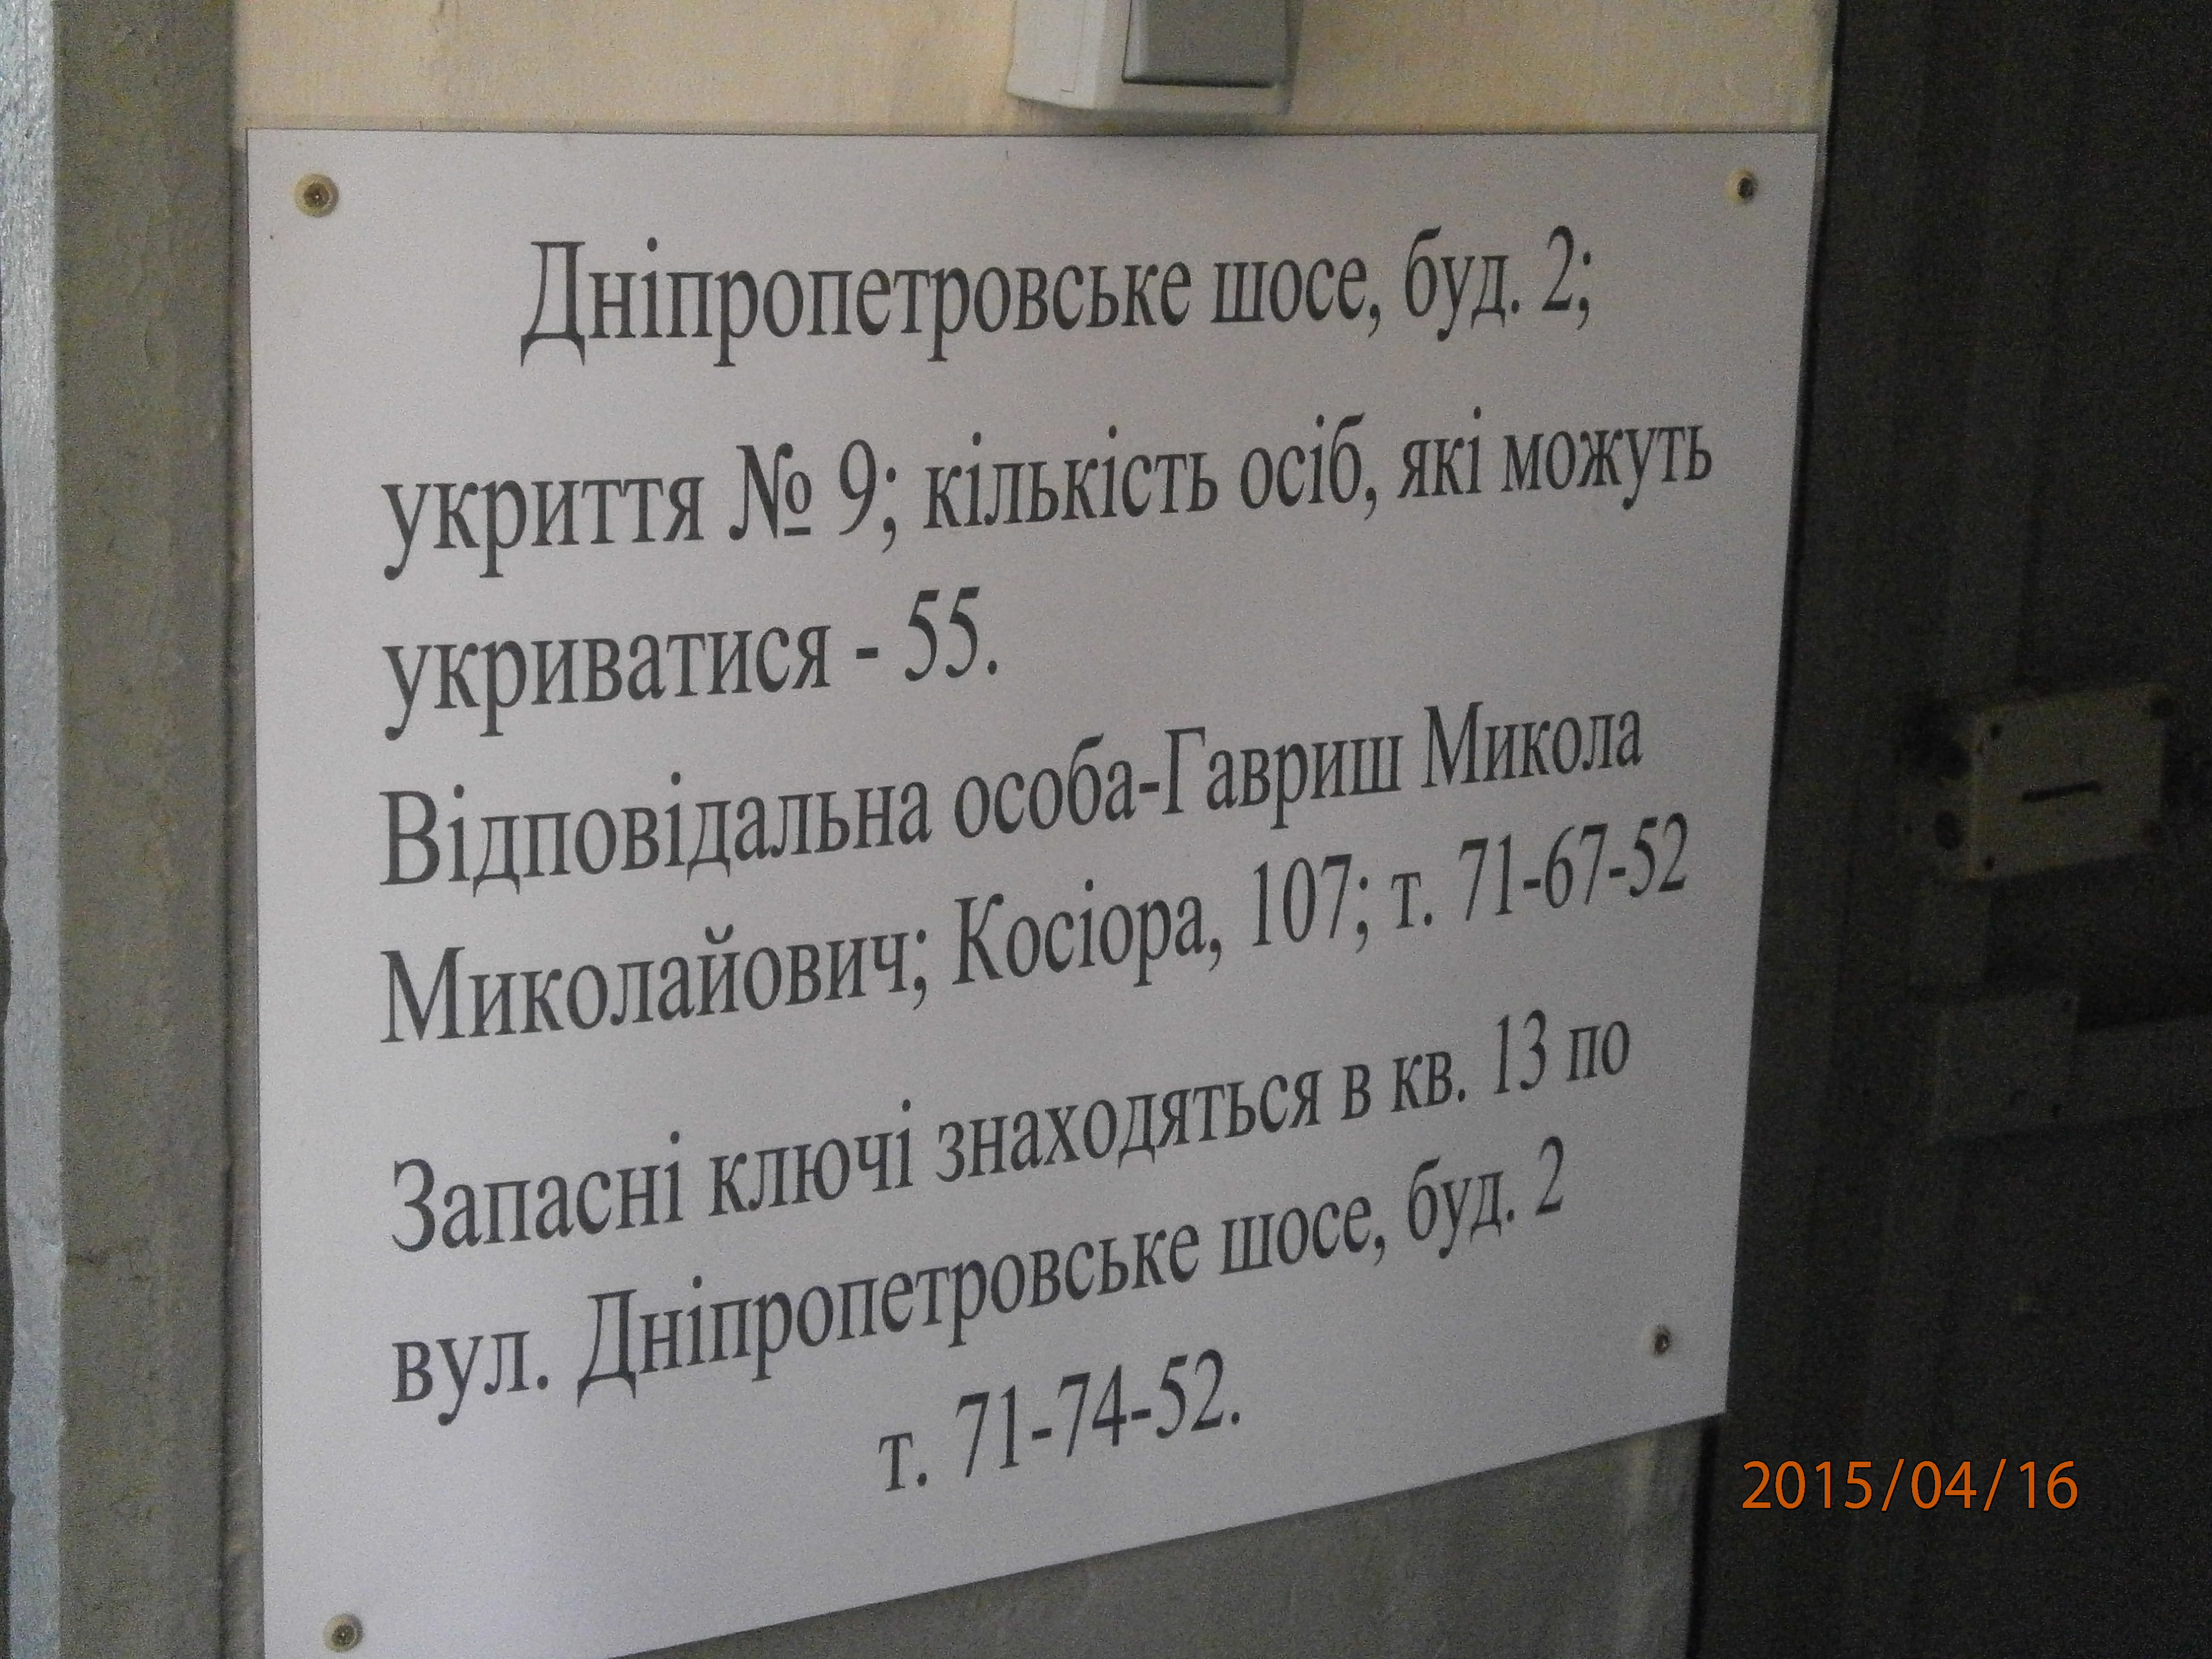 Дніпропетровське шосе, буд. 2;
укриття № 9; кількість осіб, які можуть
укриватися - 55.
Відповідальна особа-Гавриш Микола
Миколайович; Косіора, 107; т. 71-67-52
Запасні ключі знаходяться в кв. 13 по
вул. Дніпропетровське шосе, буд. 2
т. 71-74-52.
2015/04/16